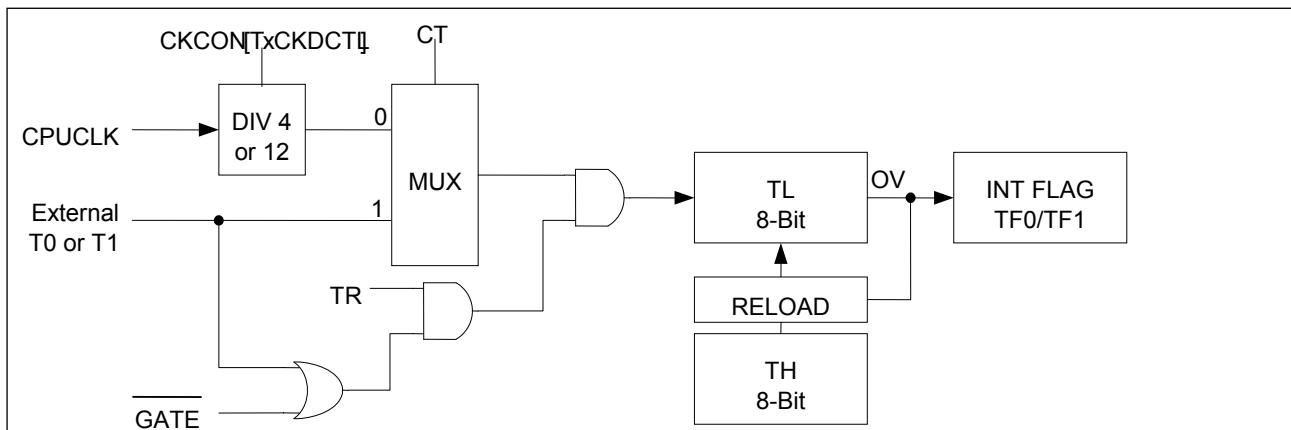 CKCON[TxCKDCTL]
CT
CPUCLK
DIV 4
or 12
0
MUX
External
T0 or T1
1
TR
GATE
TL
8-Bit
OV
INT FLAG
TF0/TF1
RELOAD
TH
8-Bit